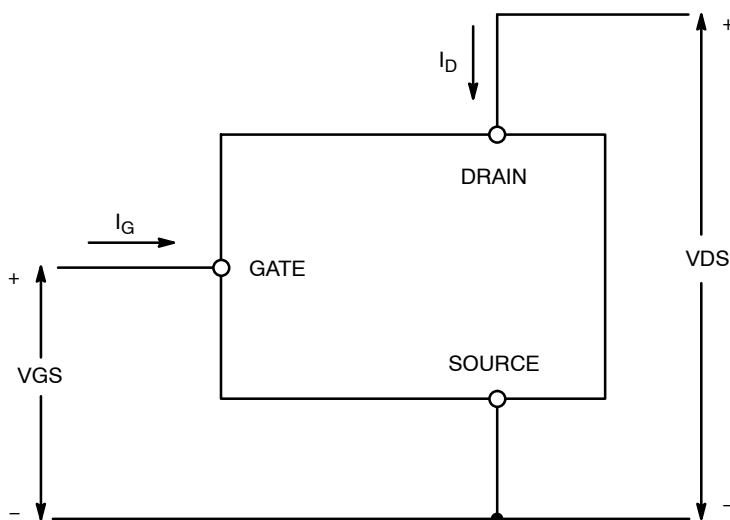 +
I_D
DRAIN
I_G
GATE
+
VDS
SOURCE
VGS
−
−